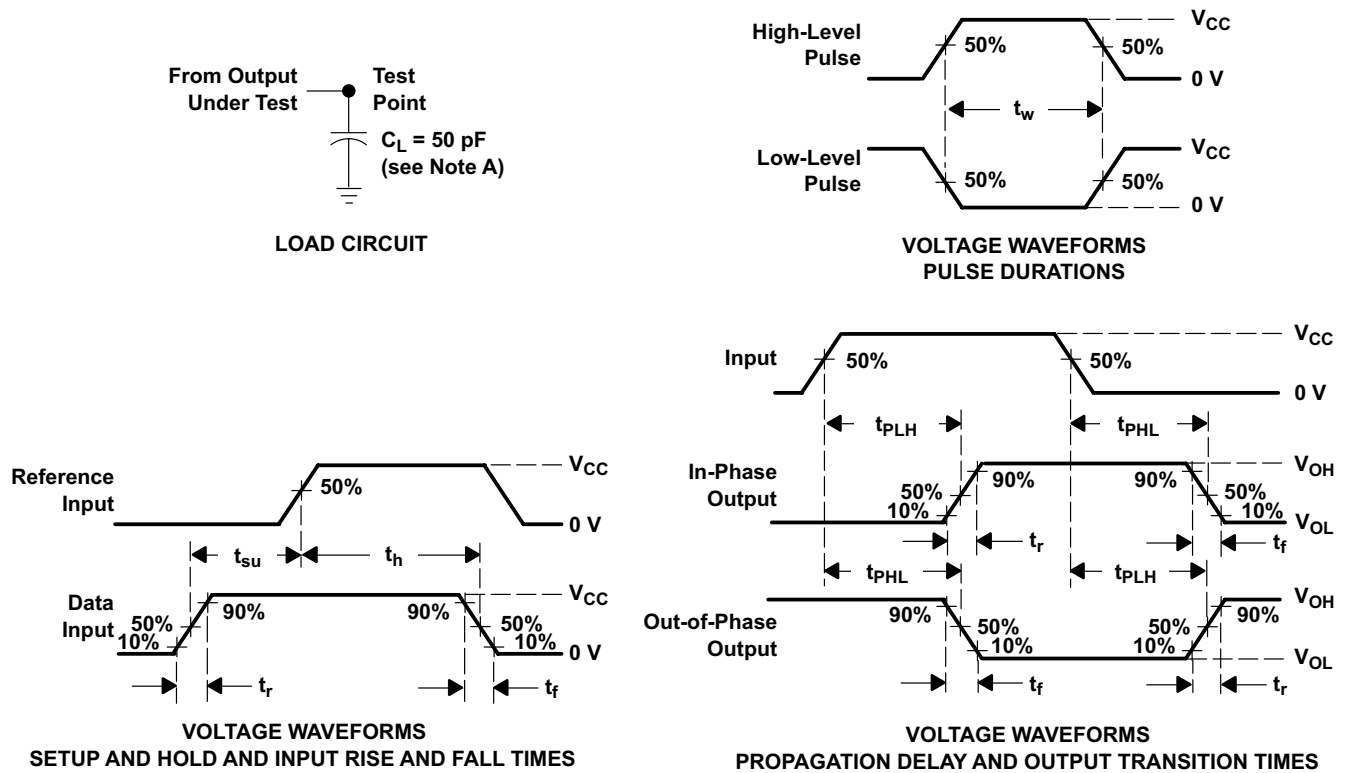 From Output
Under Test
Test
Point
C_L = 50 pF
(see Note A)
LOAD CIRCUIT
High-Level
Pulse
50%
50%
V_CC
0 V
t_w
Low-Level
Pulse
50%
50%
V_CC
0 V
VOLTAGE WAVEFORMS
PULSE DURATIONS
Reference
Input
50%
V_CC
0 V
t_su
t_h
Data
Input
50%
10%
90%
90%
50%
10%
V_CC
0 V
t_r
t_f
VOLTAGE WAVEFORMS
SETUP AND HOLD AND INPUT RISE AND FALL TIMES
Input
50%
50%
V_CC
0 V
t_PLH
t_PHL
In-Phase
Output
50%
10%
90%
90%
50%
10%
V_OH
V_OL
t_r
t_f
t_PHL
t_PLH
Out-of-Phase
Output
90%
50%
10%
50%
10%
90%
V_OH
V_OL
t_f
t_r
VOLTAGE WAVEFORMS
PROPAGATION DELAY AND OUTPUT TRANSITION TIMES